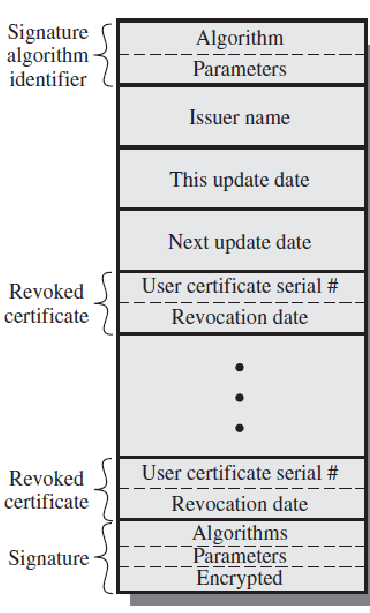 Signature
algorithm
identifier
Algorithm
Parameters
Issuer name
This update date
Next update date
Revoked
certificate
User certificate serial #
Revocation date
Revoked
certificate
User certificate serial #
Revocation date
Signature
Algorithms
Parameters
Encrypted